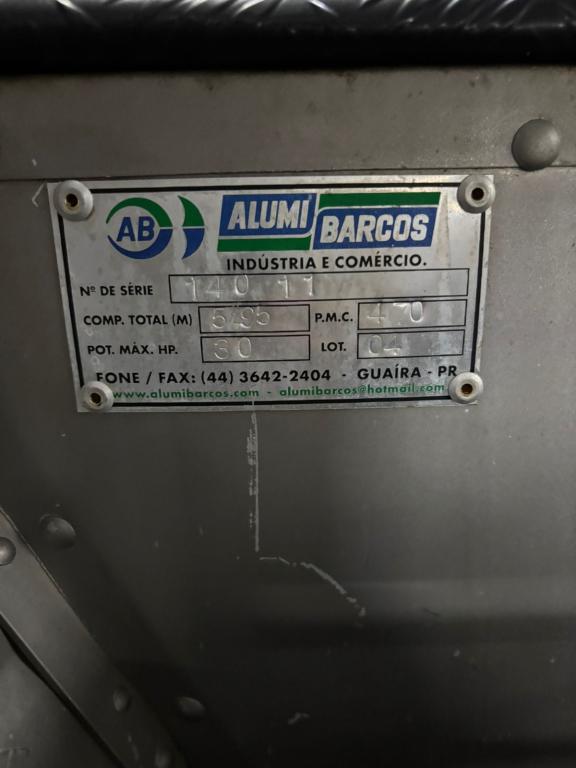 AB ALUMI BARCOS
INDÚSTRIA E COMÉRCIO.
Nº DE SÉRIE 140 11
COMP. TOTAL (M) 5,95 P.M.C. 470
POT. MÁX. HP. 30 LOT. 04
FONE / FAX: (44) 3642-2404 - GUAÍRA - PR
www.alumibarcos.com - alumibarcos@hotmail.com